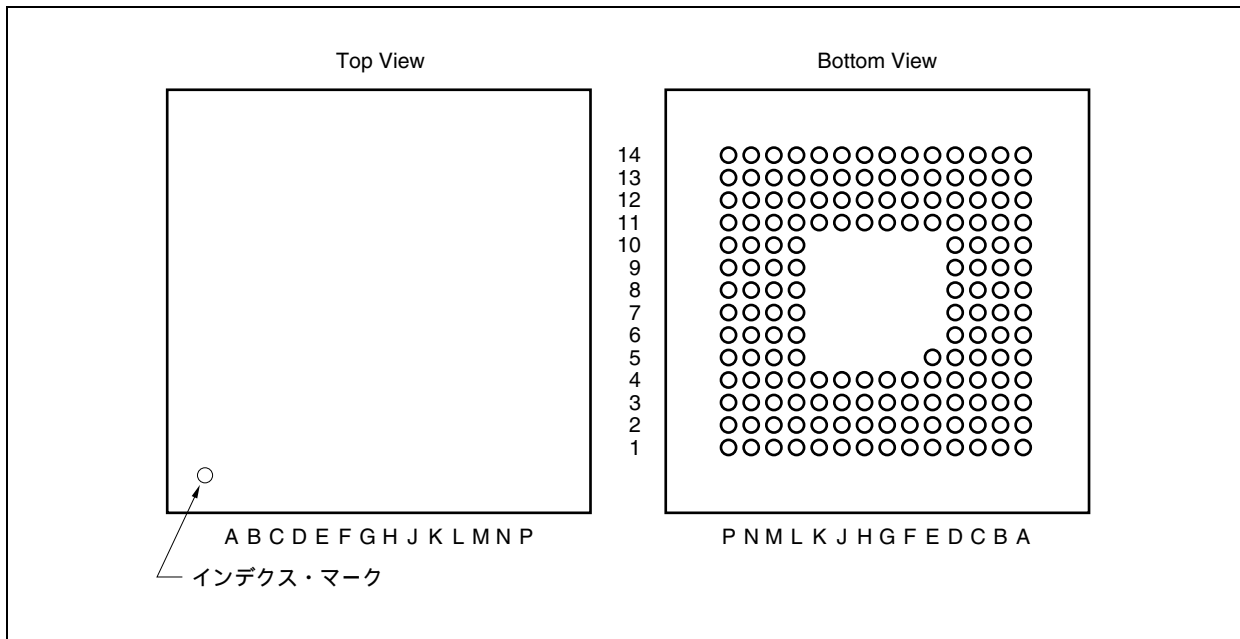 Top View
Bottom View
14
13
12
11
10
9
8
7
6
5
4
3
2
1
A B C D E F G H J K L M N P
P N M L K J H G F E D C B A
インデクス・マーク